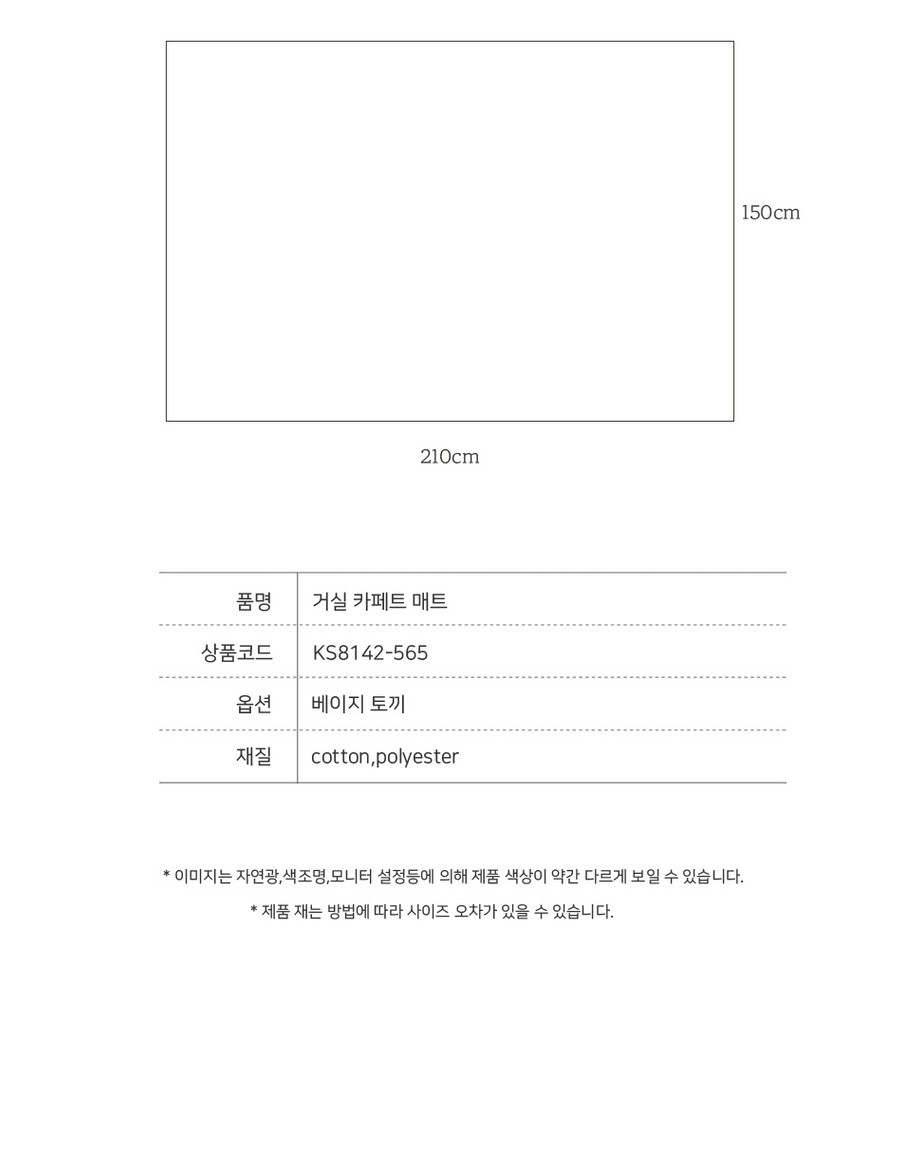 150cm
210cm
품명 거실 카페트 매트
상품코드 KS8142-565
옵션 베이지 토끼
재질 cotton,polyester
* 이미지는 자연광,색조명,모니터 설정등에 의해 제품 색상이 약간 다르게 보일 수 있습니다.
* 제품 재는 방법에 따라 사이즈 오차가 있을 수 있습니다.